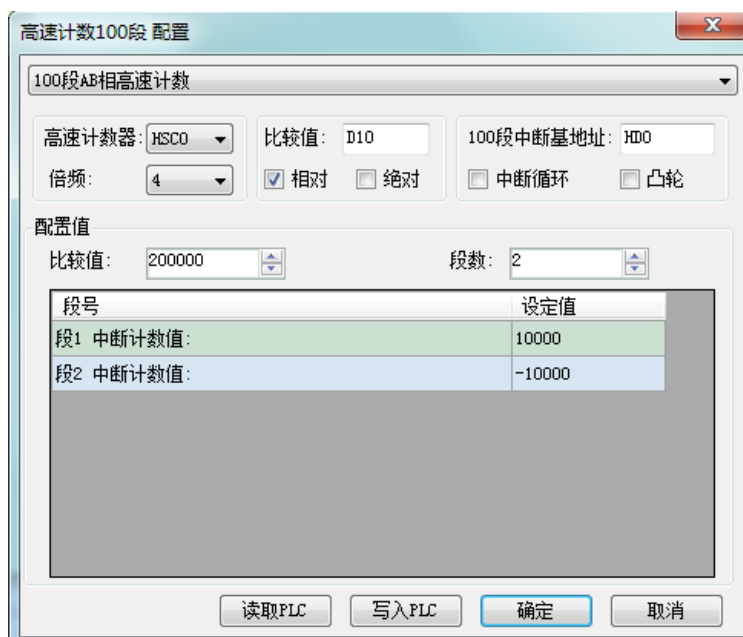 高速计数100段 配置
100段AB相高速计数
高速计数器: HSC0 比较值: D10 100段中断基地址: HD0
倍频: 4 相对 绝对 中断循环 凸轮
配置值
比较值: 200000 段数: 2
段号 设定值
段1 中断计数值: 10000
段2 中断计数值: -10000
读取PLC 写入PLC 确定 取消